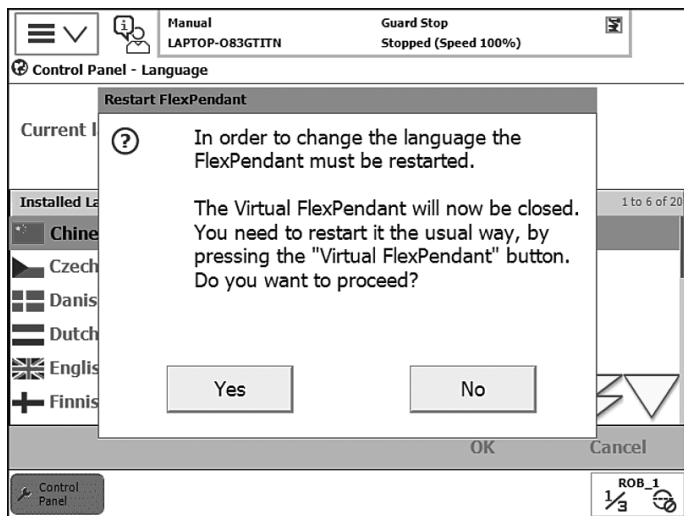 Manual
Guard Stop
LAPTOP-O83GTITN
Stopped (Speed 100%)
Control Panel - Language
Restart FlexPendant
Current l
In order to change the language the
FlexPendant must be restarted.
Installed La
1 to 6 of 20
The Virtual FlexPendant will now be closed.
Chine
You need to restart it the usual way, by
Czech
pressing the "Virtual FlexPendant" button.
Do you want to proceed?
Danis
Dutch
Englis
Yes
No
Finnis
OK
Cancel
Control
Panel
ROB_1
1/3